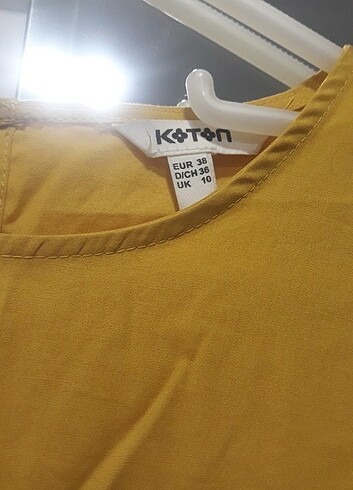 KOTON
EUR 38
D/CH 36
UK 10